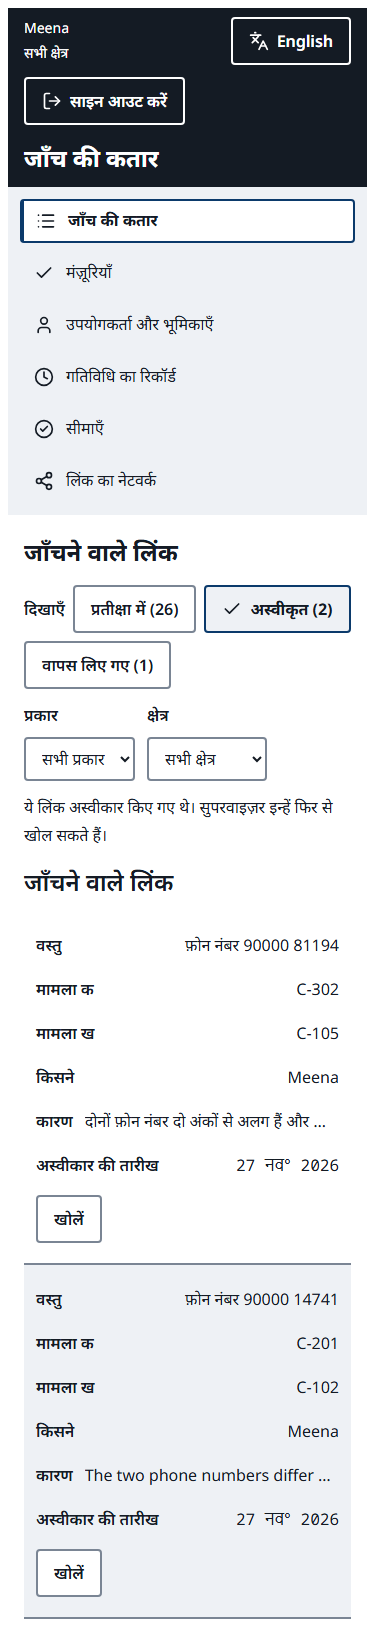 Meena
सभी क्षेत्र
English
साइन आउट करें
जाँच की कतार
जाँच की कतार
मंज़ूरियाँ
उपयोगकर्ता और भूमिकाएँ
गतिविधि का रिकॉर्ड
सीमाएँ
लिंक का नेटवर्क
जाँचने वाले लिंक
दिखाएँ प्रतीक्षा में (26) अस्वीकृत (2)
वापस लिए गए (1)
प्रकार क्षेत्र
सभी प्रकार सभी क्षेत्र
ये लिंक अस्वीकार किए गए थे। सुपरवाइज़र इन्हें फिर से
खोल सकते हैं।
जाँचने वाले लिंक
वस्तु फ़ोन नंबर 90000 81194
मामला क C-302
मामला ख C-105
किसने Meena
कारण दोनों फ़ोन नंबर दो अंकों से अलग हैं और ...
अस्वीकार की तारीख 27 नव° 2026
खोलें
वस्तु फ़ोन नंबर 90000 14741
मामला क C-201
मामला ख C-102
किसने Meena
कारण The two phone numbers differ ...
अस्वीकार की तारीख 27 नव° 2026
खोलें